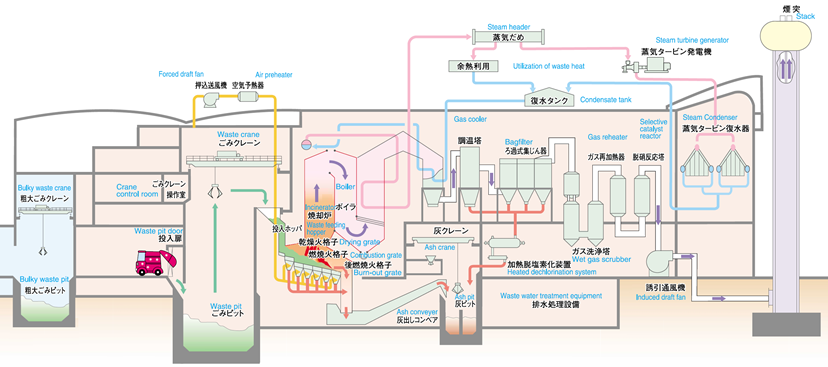 煙突
Stack
Steam header
蒸気だめ
Steam turbine generator
蒸気タービン発電機
余熱利用
Utilization of waste heat
Forced draft fan
押込送風機
Air preheater
空気予熱器
復水タンク
Condensate tank
Gas cooler
調温塔
Bagfilter
ろ過式集じん器
Gas reheater
ガス再加熱器
Selective
catalyst
reactor
脱硝反応塔
Steam Condenser
蒸気タービン復水器
Waste crane
ごみクレーン
Bulky waste crane
粗大ごみクレーン
Crane
control room
ごみクレーン
操作室
Boiler
ボイラ
Incinerator
焼却炉
Waste feeding
hopper
投入ホッパ
Waste pit door
投入扉
乾燥火格子
Drying grate
燃焼火格子
Combustion grate
後燃焼火格子
Burn-out grate
灰クレーン
Ash crane
ガス洗浄塔
Wet gas scrubber
加熱脱塩素化装置
Heated dechlorination system
誘引通風機
Induced draft fan
Bulky waste pit
粗大ごみピット
Waste pit
ごみピット
Ash conveyer
灰出しコンベア
Ash pit
灰ピット
Waste water treatment equipment
排水処理設備